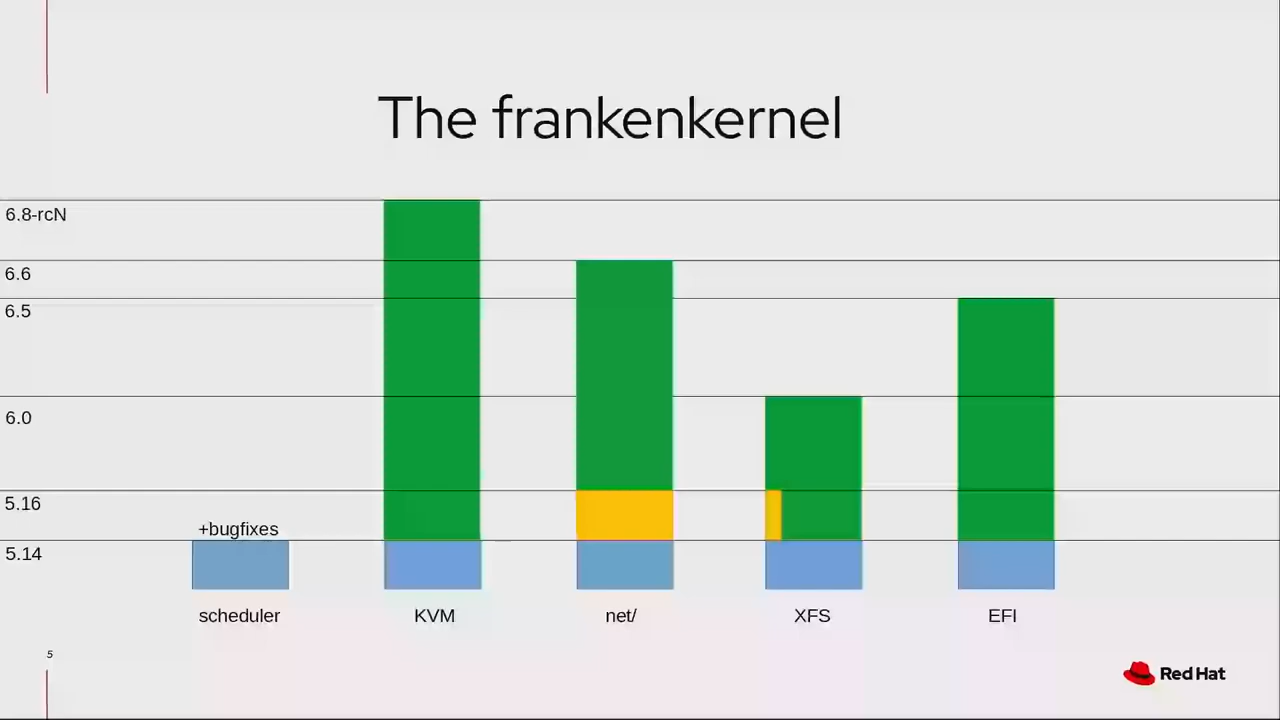 The frankenkernel
6.8-rcN
6.6
6.5
6.0
5.16
+bugfixes
5.14
scheduler KVM net/ XFS EFI
5
Red Hat